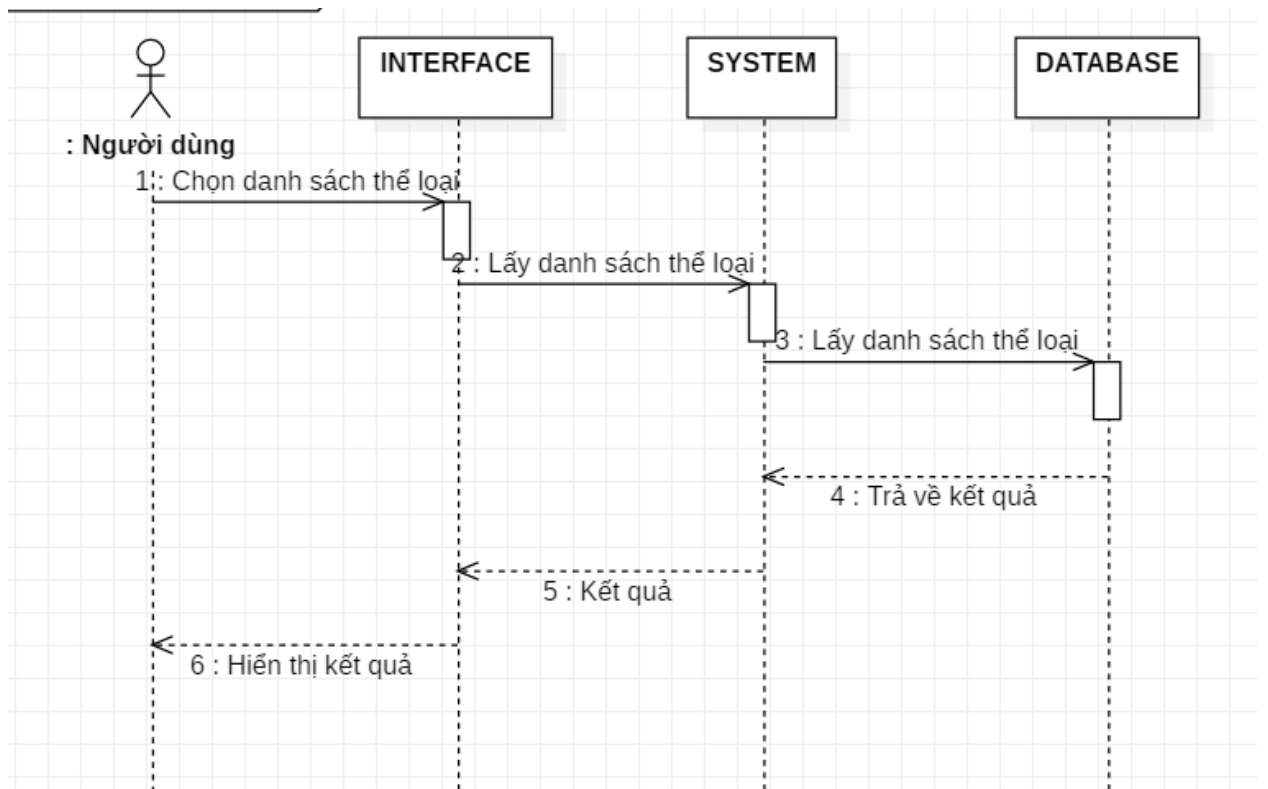 INTERFACE
SYSTEM
DATABASE
: Người dùng
1 : Chọn danh sách thể loại
2 : Lấy danh sách thể loại
3 : Lấy danh sách thể loại
4 : Trả về kết quả
5 : Kết quả
6 : Hiển thị kết quả